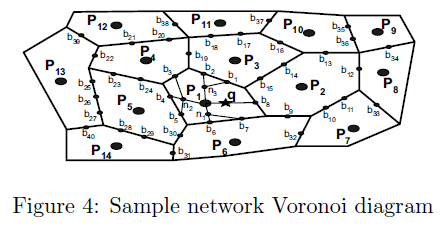 P12 b38 P11 b37 P10 b35 P9
b39 b21 b20 b18 b17 b16 b36 b34
b22 P4 b19 P3 b13 b12
P13 b3 b2 b1 b15 b14 P8
b25 b23 b24 n3 P2
b26 P5 b4 n2 P1 q b8 b11
b27 b5 n1 b9 b10 b33
b40 b28 b29 b30 b6 b7 b32 P7
P14 b31 P6
Figure 4: Sample network Voronoi diagram